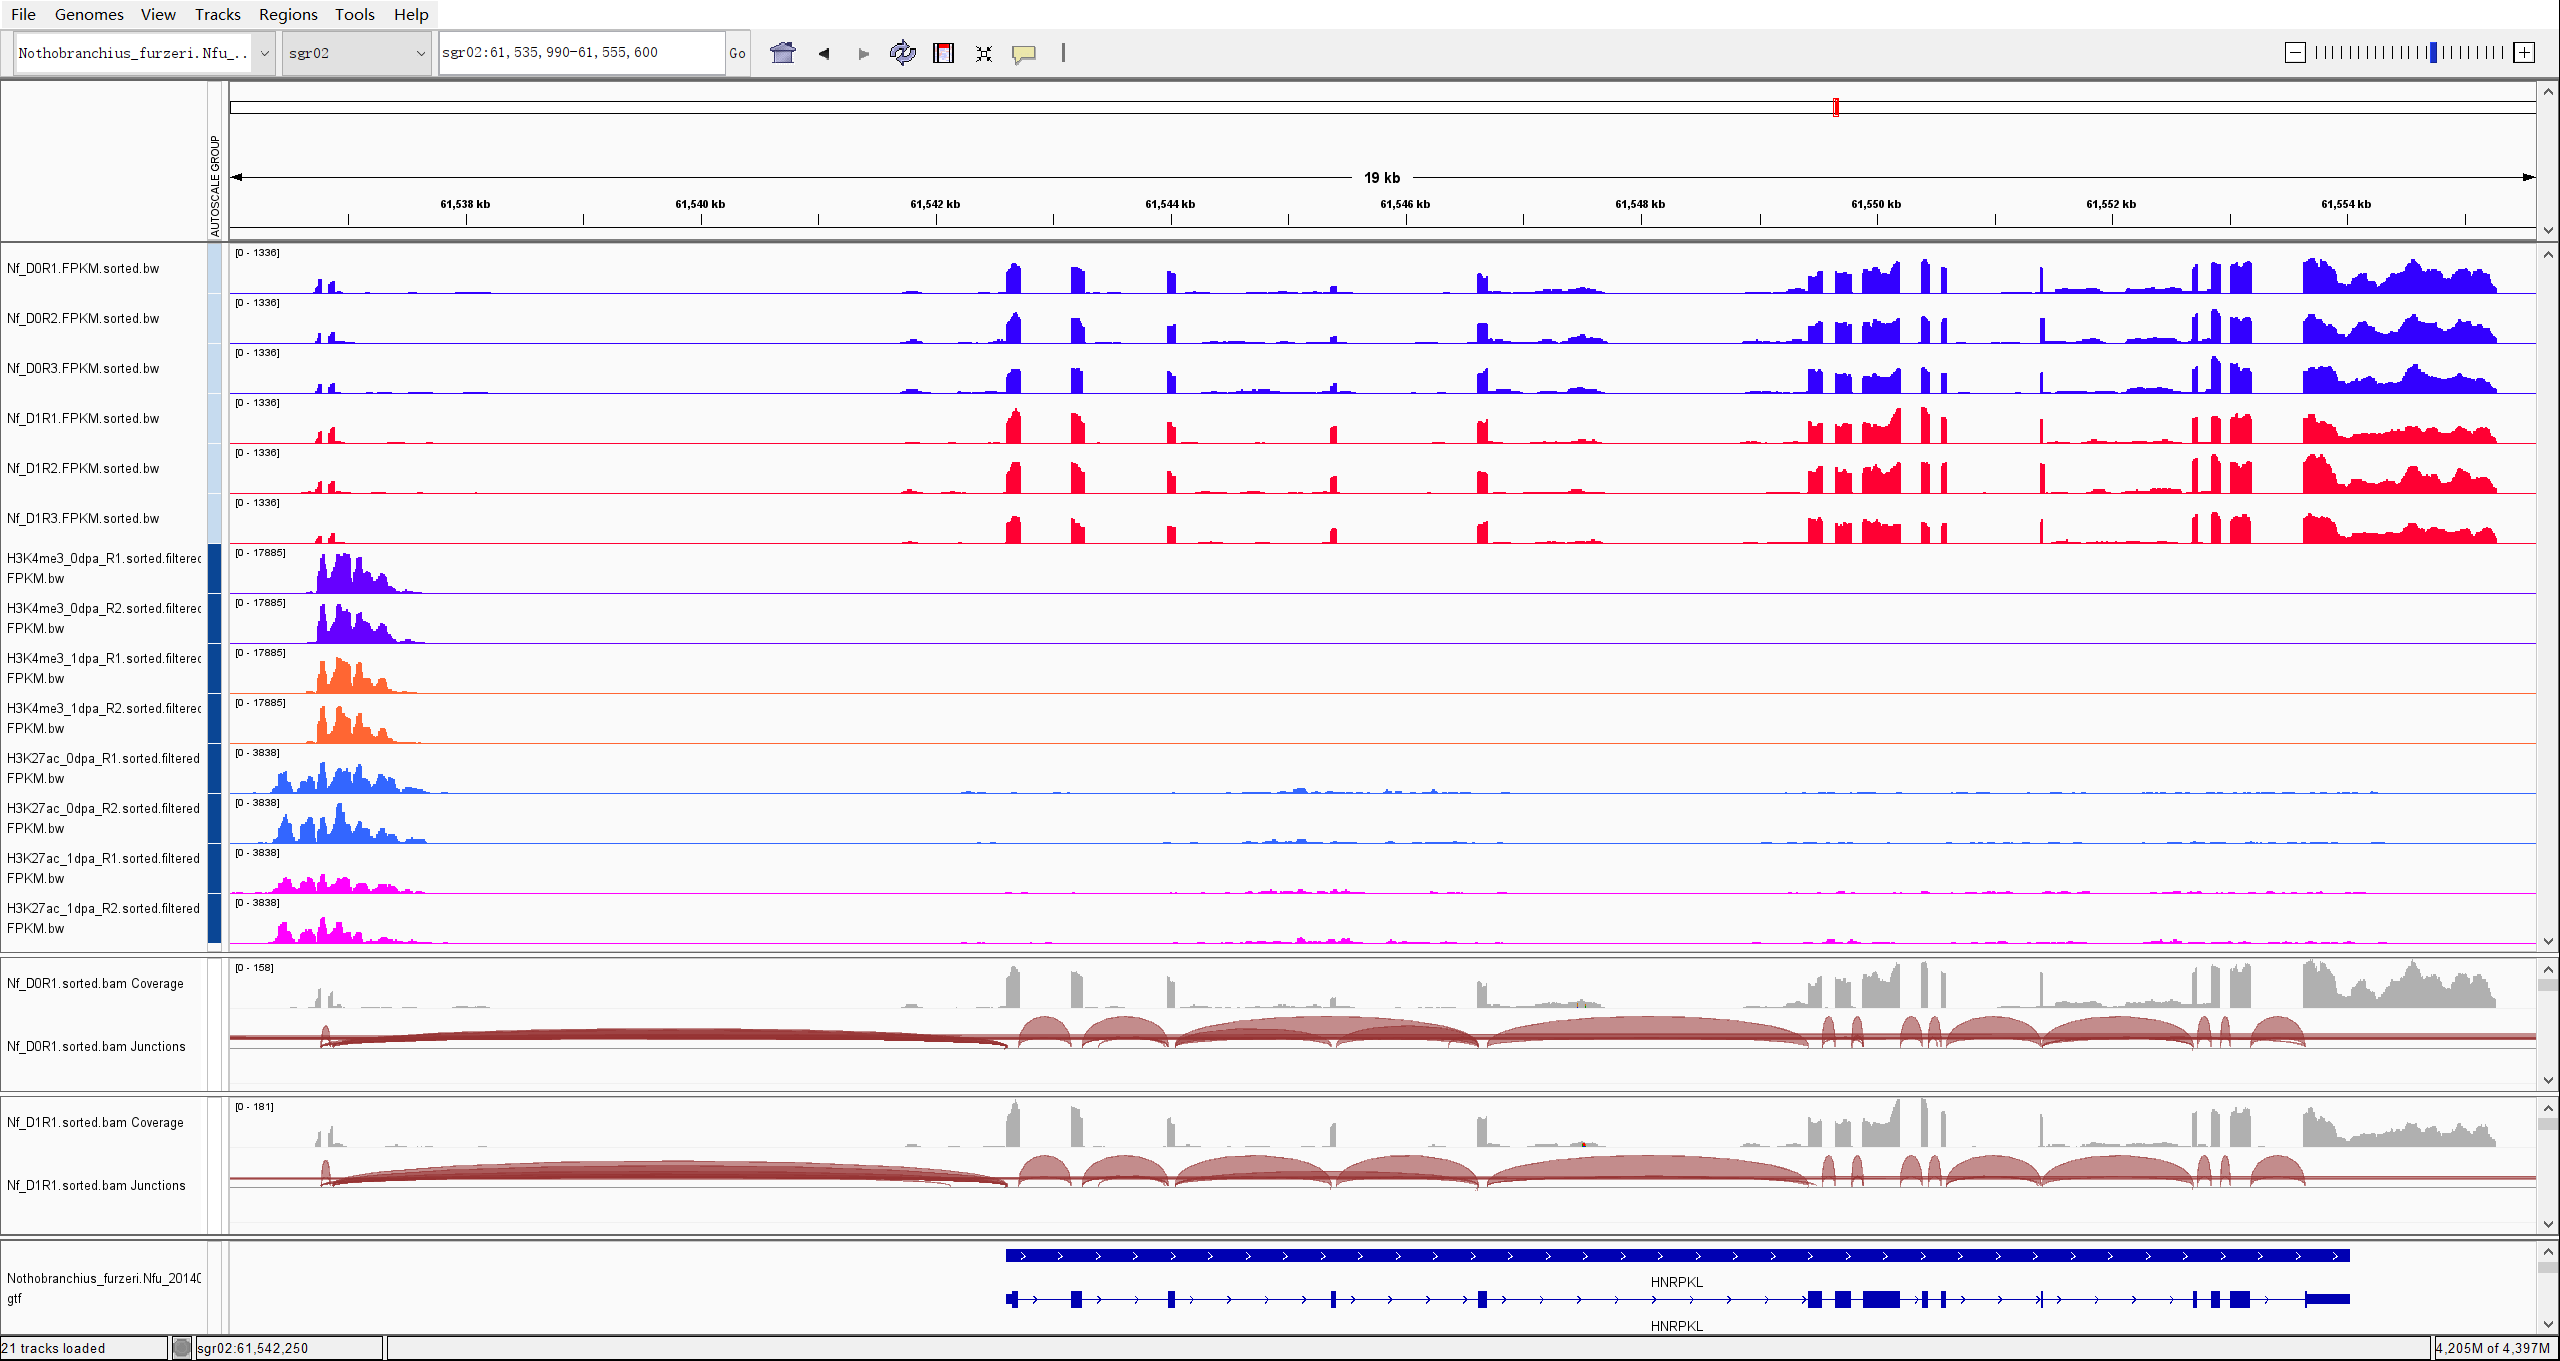 File Genomes View Tracks Regions Tools Help
Nothobranchius_furzeri.Nfu_.. sgr02 sgr02:61,535,990-61,555,600 Go
AUTOSCALE GROUP
19 kb
61,538 kb 61,540 kb 61,542 kb 61,544 kb 61,546 kb 61,548 kb 61,550 kb 61,552 kb 61,554 kb
[0 - 1336]
Nf_D0R1.FPKM.sorted.bw
[0 - 1336]
Nf_D0R2.FPKM.sorted.bw
[0 - 1336]
Nf_D0R3.FPKM.sorted.bw
[0 - 1336]
Nf_D1R1.FPKM.sorted.bw
[0 - 1336]
Nf_D1R2.FPKM.sorted.bw
[0 - 1336]
Nf_D1R3.FPKM.sorted.bw
[0 - 17885]
H3K4me3_0dpa_R1.sorted.filtered
FPKM.bw
[0 - 17885]
H3K4me3_0dpa_R2.sorted.filtered
FPKM.bw
[0 - 17885]
H3K4me3_1dpa_R1.sorted.filtered
FPKM.bw
[0 - 17885]
H3K4me3_1dpa_R2.sorted.filtered
FPKM.bw
[0 - 3838]
H3K27ac_0dpa_R1.sorted.filtered
FPKM.bw
[0 - 3838]
H3K27ac_0dpa_R2.sorted.filtered
FPKM.bw
[0 - 3838]
H3K27ac_1dpa_R1.sorted.filtered
FPKM.bw
[0 - 3838]
H3K27ac_1dpa_R2.sorted.filtered
FPKM.bw
[0 - 158]
Nf_D0R1.sorted.bam Coverage
Nf_D0R1.sorted.bam Junctions
[0 - 181]
Nf_D1R1.sorted.bam Coverage
Nf_D1R1.sorted.bam Junctions
Nothobranchius_furzeri.Nfu_2014(
gtf
HNRPKL
HNRPKL
21 tracks loaded sgr02:61,542,250 4,205M of 4,397M